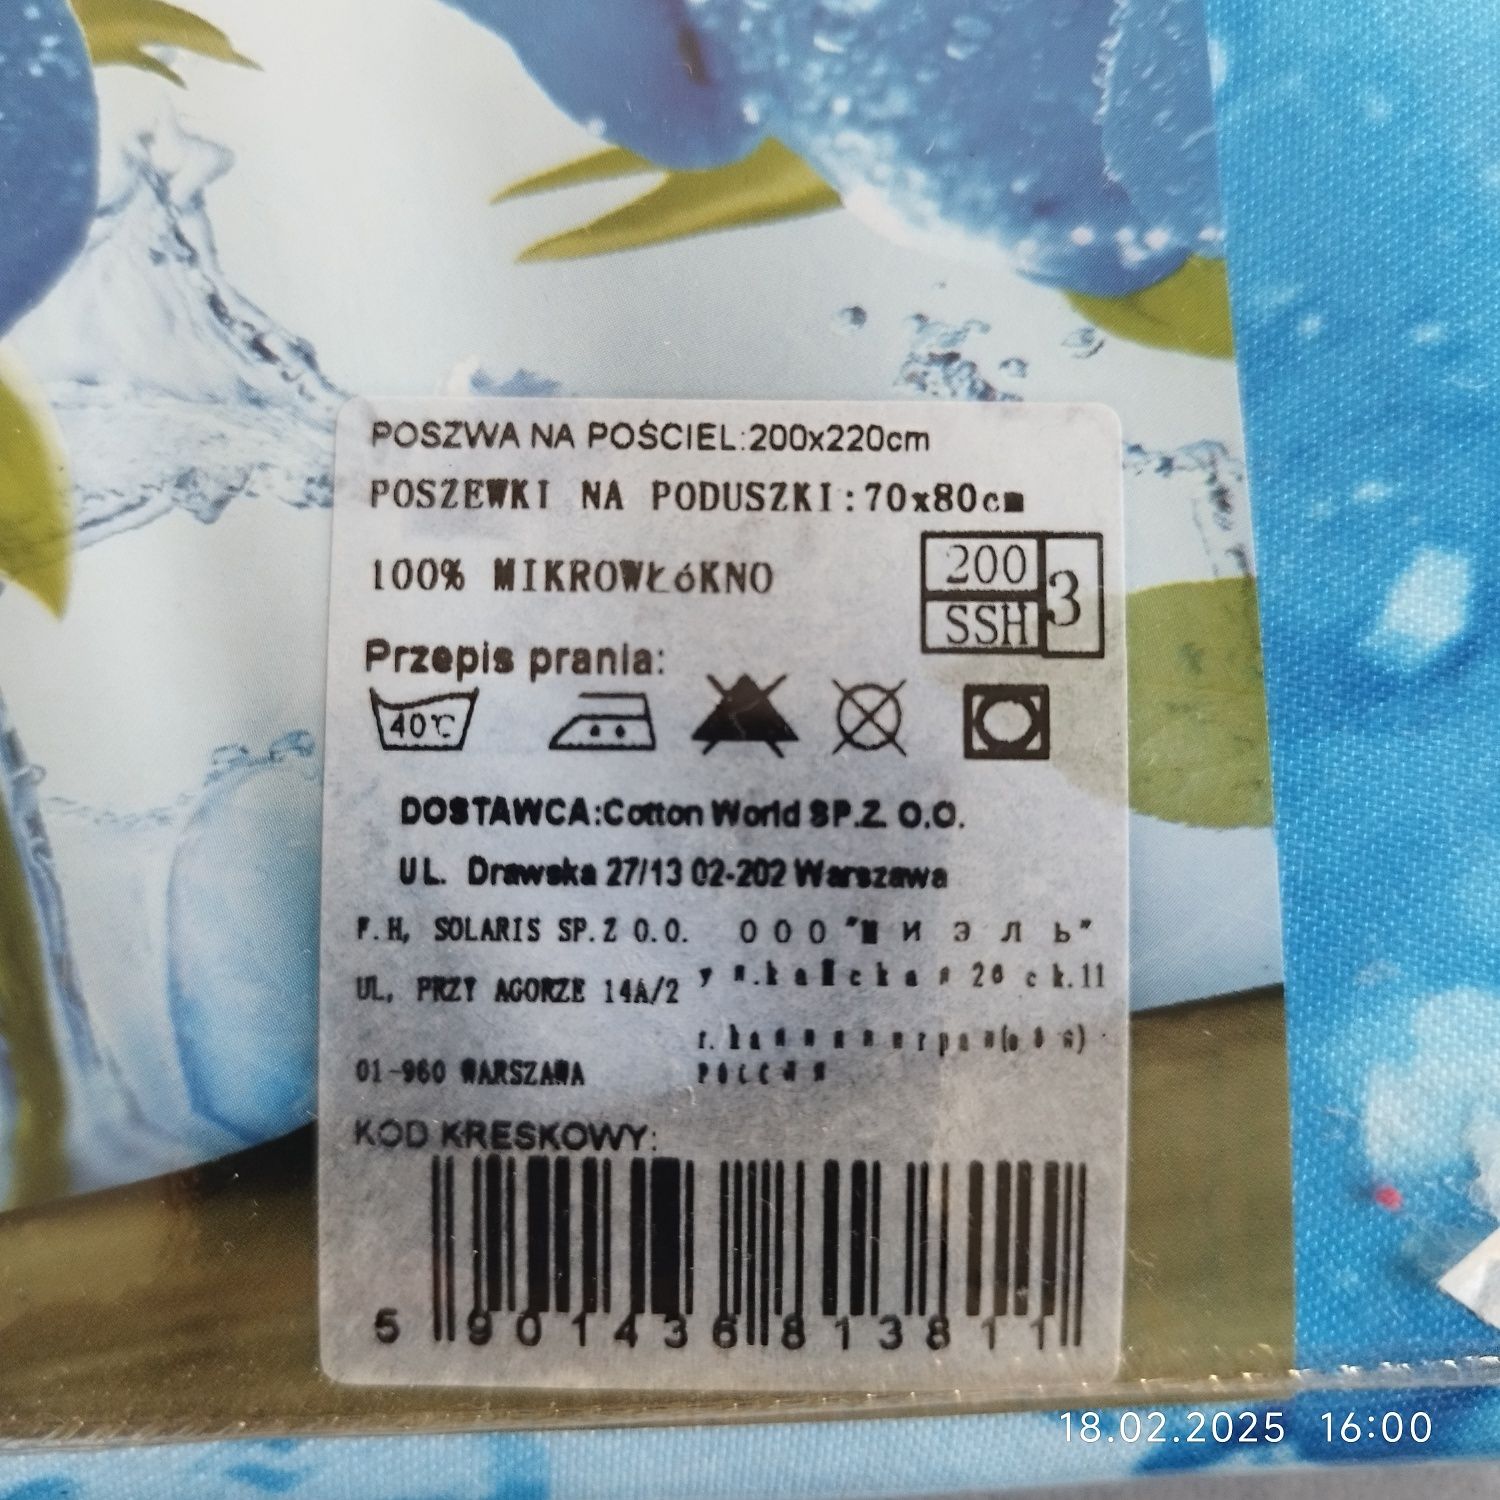 POSZWA NA POŚCIEL:200x220cm
POSZEWKI NA PODUSZKI:70x80cm
100% MIKROWŁóKNO
200
SSH
3
Przepis prania:
40℃
DOSTAWCA:Cotton World SP.Z O.O.
UL. Drawska 27/13 02-202 Warszawa
F.H, SOLARIS SP.Z O.O.
UL, PRZY AGORZE 14A/2
01-960 WARSZAWA
ООО
РОССИЯ
KOD KRESKOWY:
5 901436 813811
18.02.2025 16:00